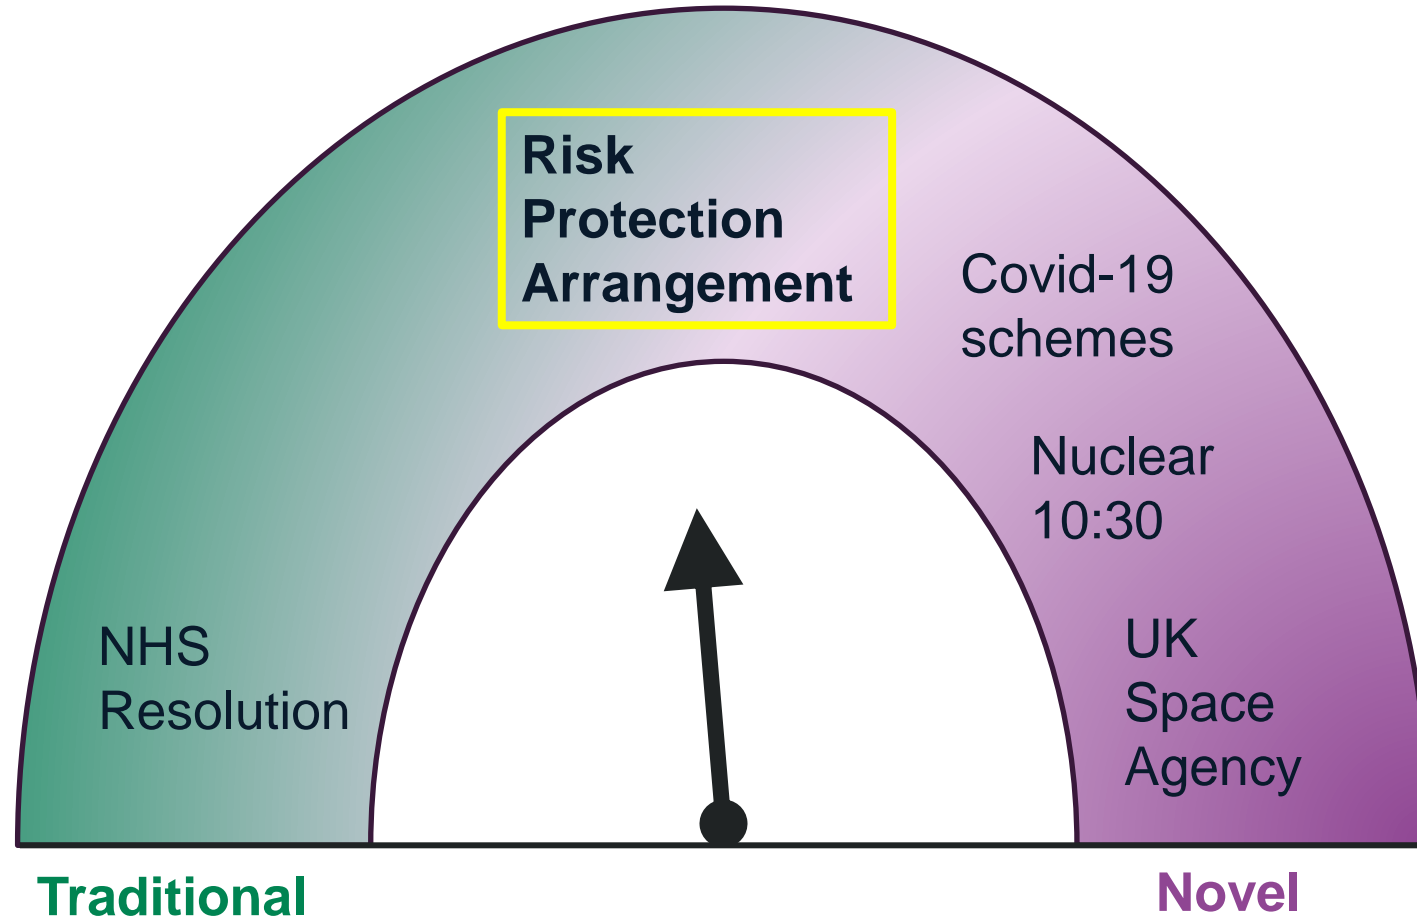 Risk
Protection
Arrangement
Covid-19
schemes
Nuclear
10:30
NHS
Resolution
UK
Space
Agency
Traditional
Novel